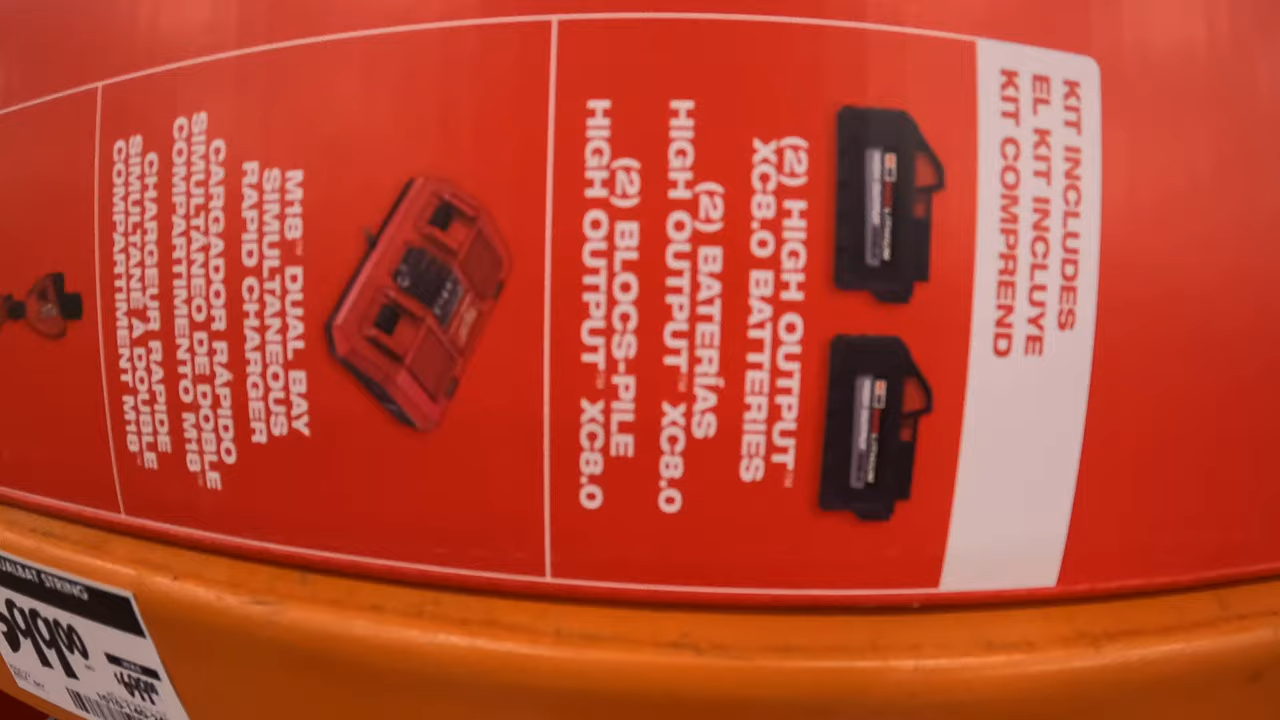 KIT INCLUDES
EL KIT INCLUYE
KIT COMPREND
(2) HIGH OUTPUT™
XC8.0 BATTERIES
(2) BATERÍAS
HIGH OUTPUT™ XC8.0
(2) BLOCS-PILE
HIGH OUTPUT™ XC8.0
M18™ DUAL BAY
SIMULTANEOUS
RAPID CHARGER
CARGADOR RÁPIDO
SIMULTÁNEO DE DOBLE
COMPARTIMENTO M18™
CHARGEUR RAPIDE
SIMULTANÉ À DOUBLE
COMPARTIMENT M18™
STRING